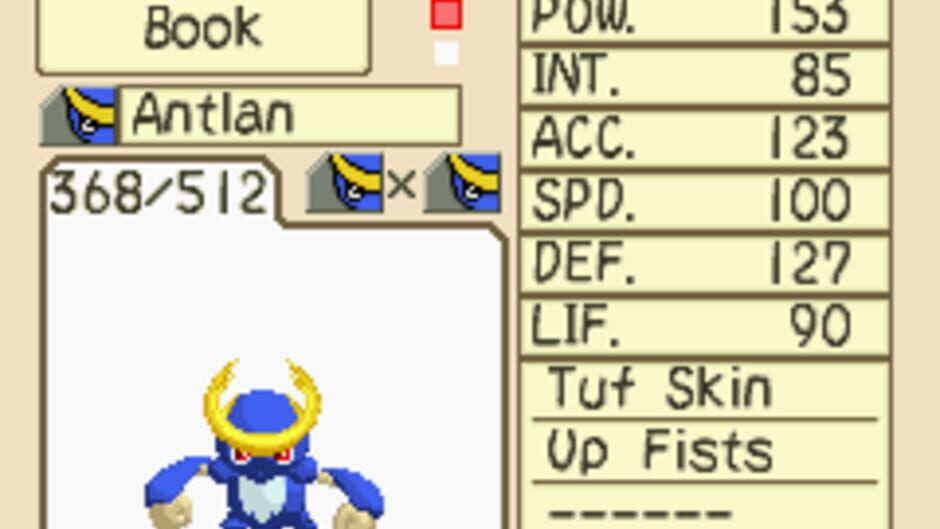 Book
Antlan
368/512
×
POW. 153
INT. 85
ACC. 123
SPD. 100
DEF. 127
LIF. 90
Tuf Skin
Up Fists
------